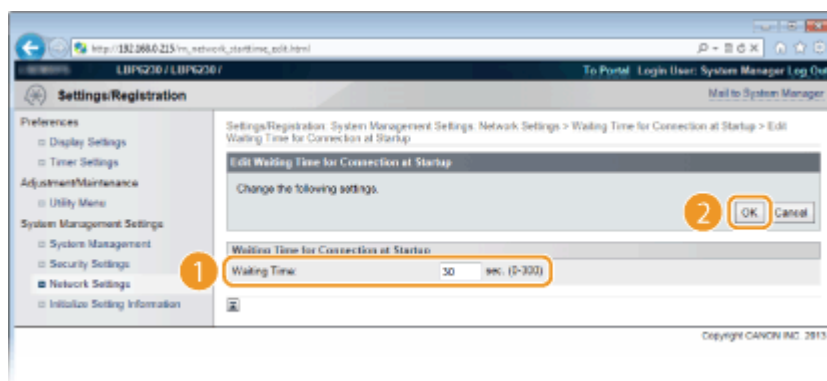 http://192.168.0.215/m_network_starttime_edit.html
LBP6230 / LBP6230 /
To Portal Login User: System Manager Log Out
Settings/Registration
Mail to System Manager
Preferences
Display Settings
Timer Settings
Adjustment/Maintenance
Utility Menu
System Management Settings
System Management
Security Settings
Network Settings
Initialize Setting Information
Settings/Registration: System Management Settings: Network Settings > Waiting Time for Connection at Startup > Edit
Waiting Time for Connection at Startup
Edit Waiting Time for Connection at Startup
Change the following settings.
2
OK Cancel
Waiting Time for Connection at Startup
1
Waiting Time: 30 sec. (0-300)
Copyright CANON INC. 2013